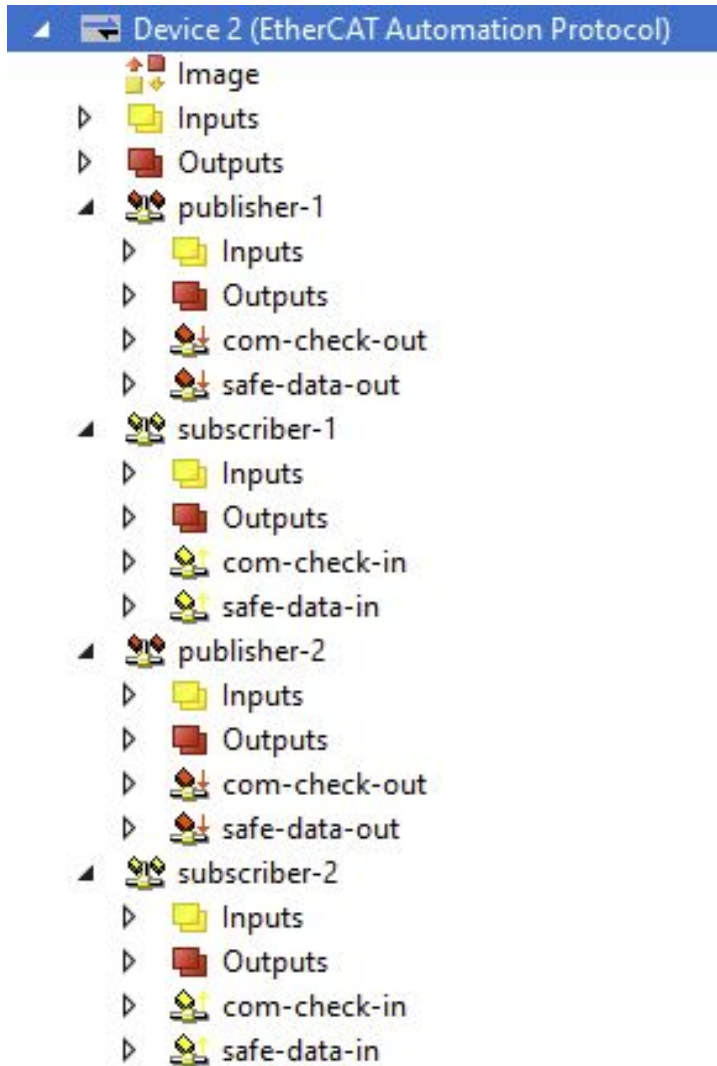 Device 2 (EtherCAT Automation Protocol)
Image
Inputs
Outputs
publisher-1
Inputs
Outputs
com-check-out
safe-data-out
subscriber-1
Inputs
Outputs
com-check-in
safe-data-in
publisher-2
Inputs
Outputs
com-check-out
safe-data-out
subscriber-2
Inputs
Outputs
com-check-in
safe-data-in